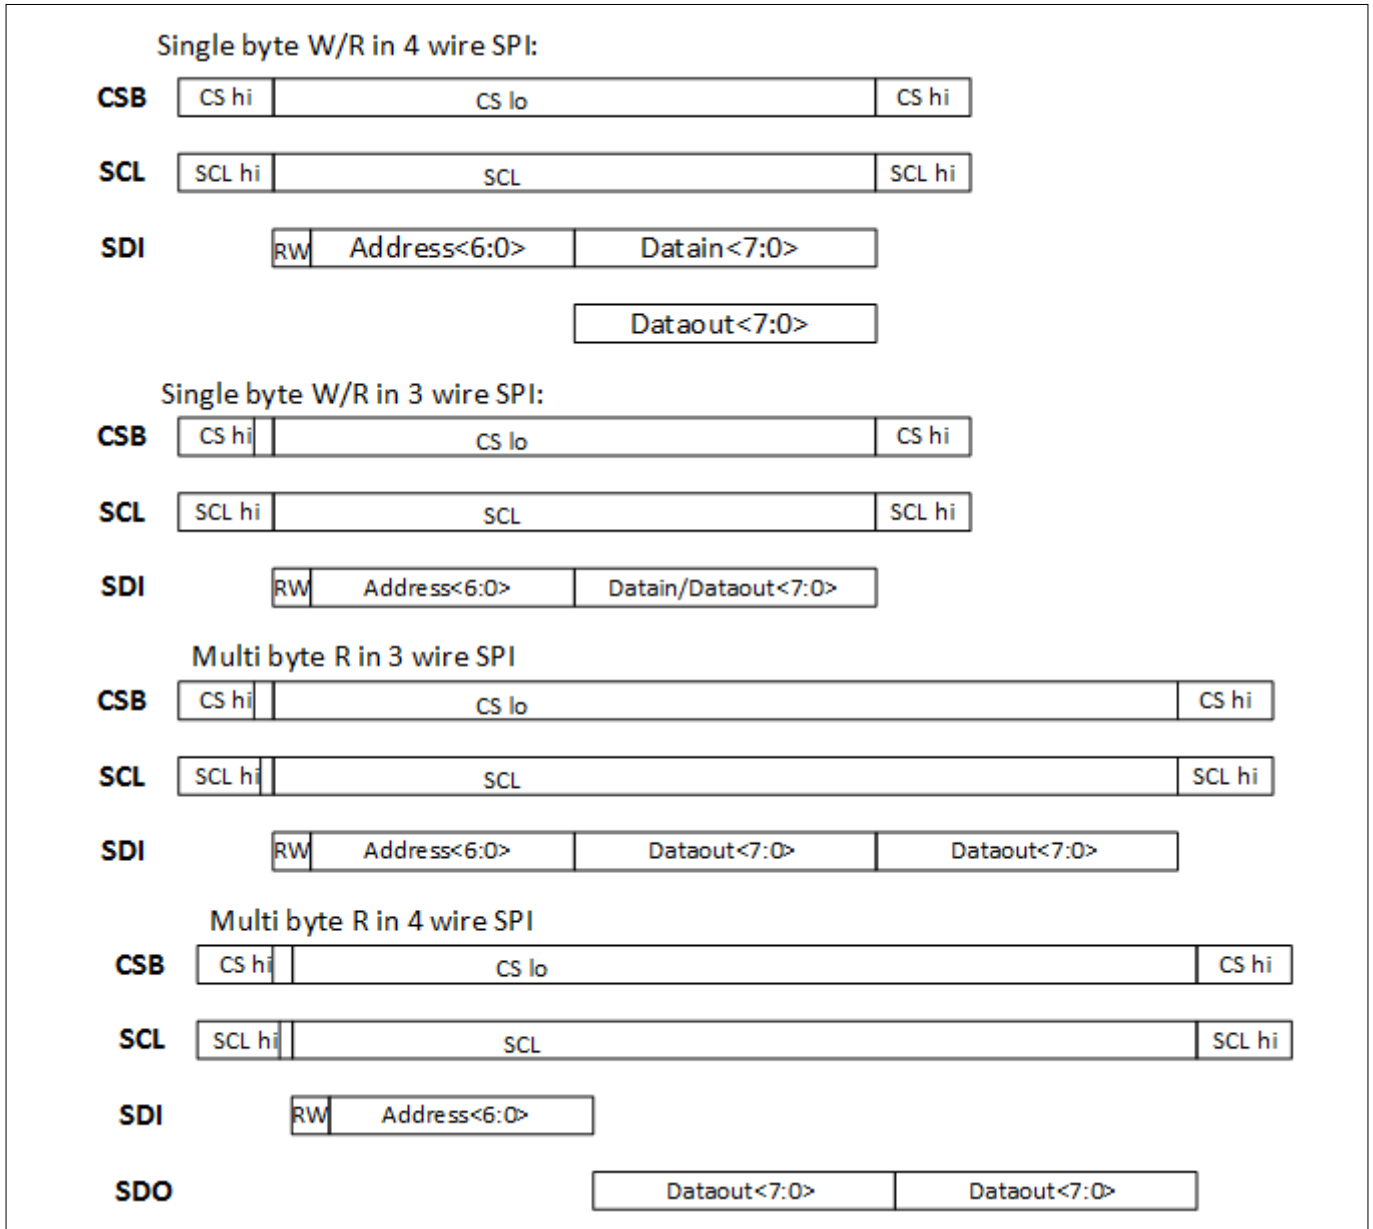 Single byte W/R in 4 wire SPI:
CSB CS hi CS lo CS hi
SCL SCL hi SCL SCL hi
SDI RW Address<6:0> Datain<7:0>
Dataout<7:0>
Single byte W/R in 3 wire SPI:
CSB CS hi CS lo CS hi
SCL SCL hi SCL SCL hi
SDI RW Address<6:0> Datain/Dataout<7:0>
Multi byte R in 3 wire SPI
CSB CS hi CS lo CS hi
SCL SCL hi SCL SCL hi
SDI RW Address<6:0> Dataout<7:0> Dataout<7:0>
Multi byte R in 4 wire SPI
CSB CS hi CS lo CS hi
SCL SCL hi SCL SCL hi
SDI RW Address<6:0>
SDO Dataout<7:0> Dataout<7:0>